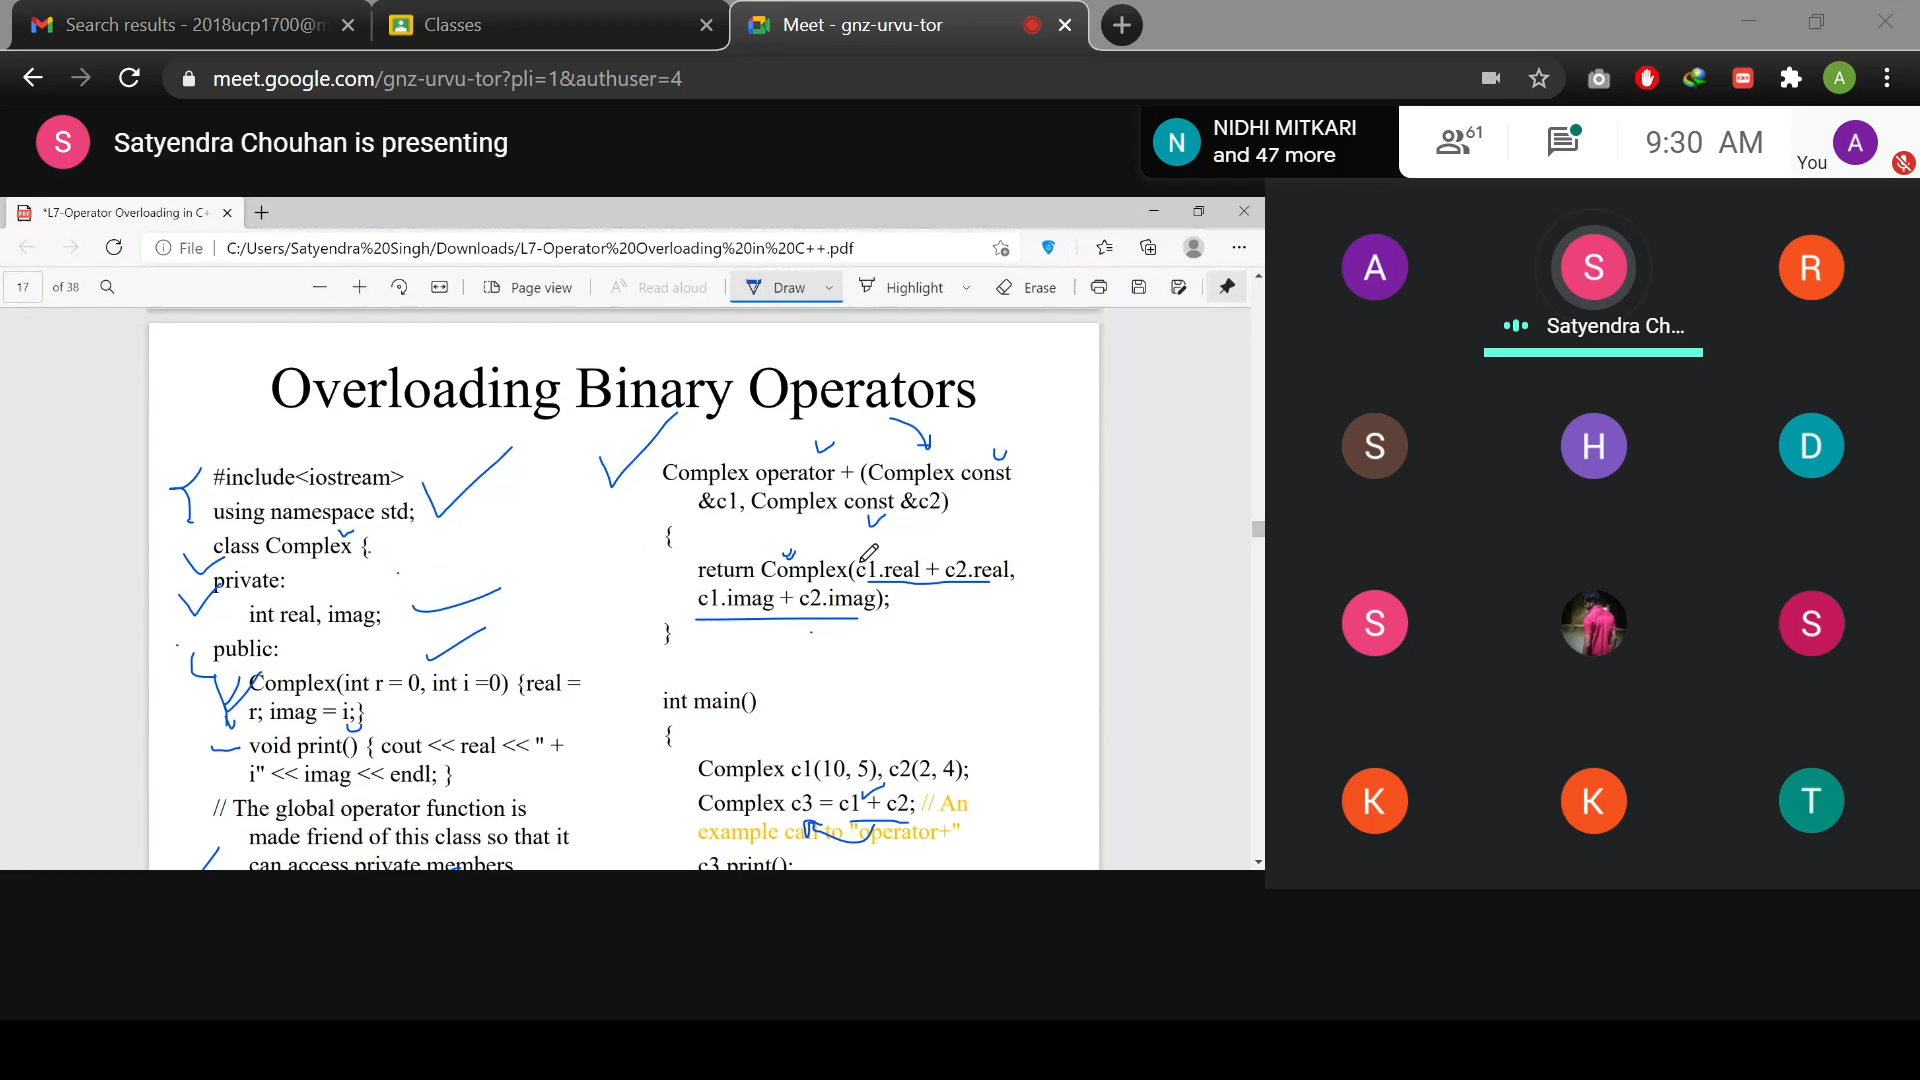 Search results - 2018ucp1700@m
Classes
Meet - gnz-urvu-tor
meet.google.com/gnz-urvu-tor?pli=1&authuser=4
A
S
Satyendra Chouhan is presenting
N
NIDHI MITKARI
and 47 more
61
9:30 AM
You
A
*L7-Operator Overloading in C+
File
C:/Users/Satyendra%20Singh/Downloads/L7-Operator%20Overloading%20in%20C++.pdf
17 of 38
Page view
Read aloud
Draw
Highlight
Erase
Overloading Binary Operators
#include<iostream>
using namespace std;
class Complex {
private:
int real, imag;
public:
Complex(int r = 0, int i =0) {real =
r; imag = i;}
void print() { cout << real << " +
i" << imag << endl; }
// The global operator function is
made friend of this class so that it
can access private members
Complex operator + (Complex const
&c1, Complex const &c2)
{
return Complex(c1.real + c2.real,
c1.imag + c2.imag);
}
int main()
{
Complex c1(10, 5), c2(2, 4);
Complex c3 = c1 + c2; // An
example call to "operator+"
c3.print();
A
S
Satyendra Ch...
R
S
H
D
S
S
K
K
T